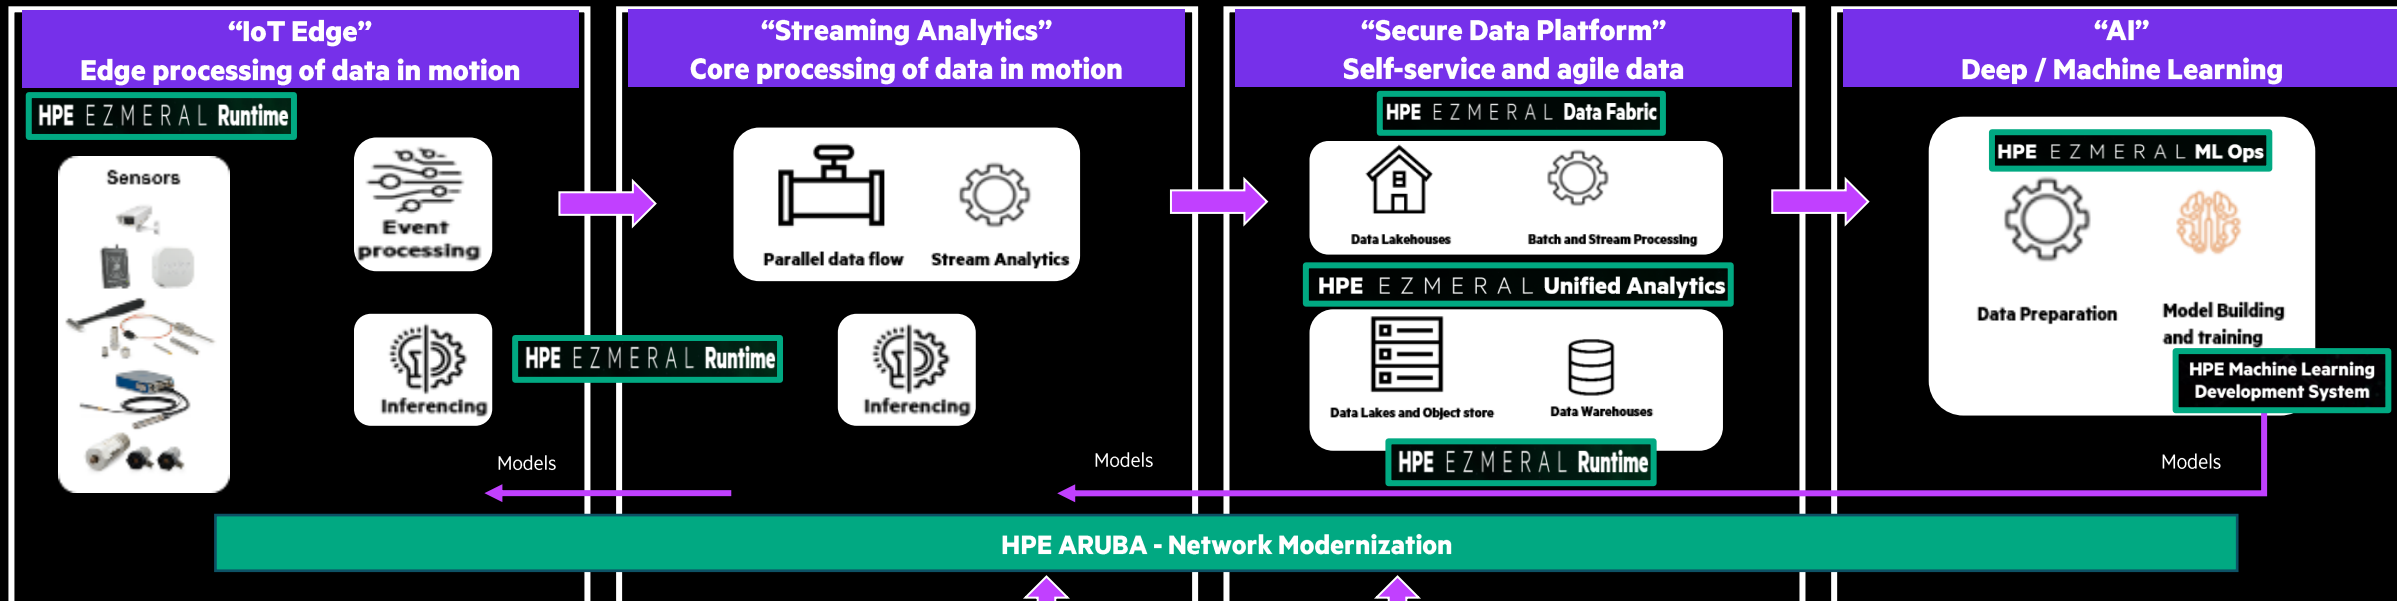 “IoT Edge”
Edge processing of data in motion
HPE EZMERAL Runtime
Sensors
Event
processing
Inferencing
HPE EZMERAL Runtime
Models
“Streaming Analytics”
Core processing of data in motion
Parallel data flow
Stream Analytics
Inferencing
Models
“Secure Data Platform”
Self-service and agile data
HPE EZMERAL Data Fabric
Data Lakehouses
Batch and Stream Processing
HPE EZMERAL Unified Analytics
Data Lakes and Object store
Data Warehouses
HPE EZMERAL Runtime
“AI”
Deep / Machine Learning
HPE EZMERAL ML Ops
Data Preparation
Model Building
and training
HPE Machine Learning
Development System
Models
HPE ARUBA - Network Modernization